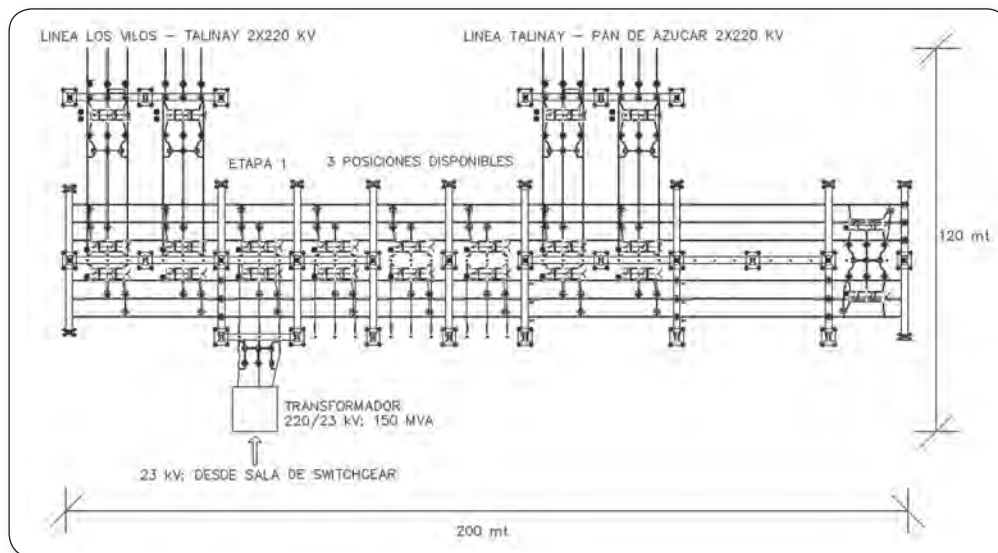 LINEA LOS VILOS – TALINAY 2X220 KV
LINEA TALINAY – PAN DE AZUCAR 2X220 KV
ETAPA 1
3 POSICIONES DISPONIBLES
120 mt.
TRANSFORMADOR
220/23 kV; 150 MVA
23 kV; DESDE SALA DE SWITCHGEAR
200 mt.